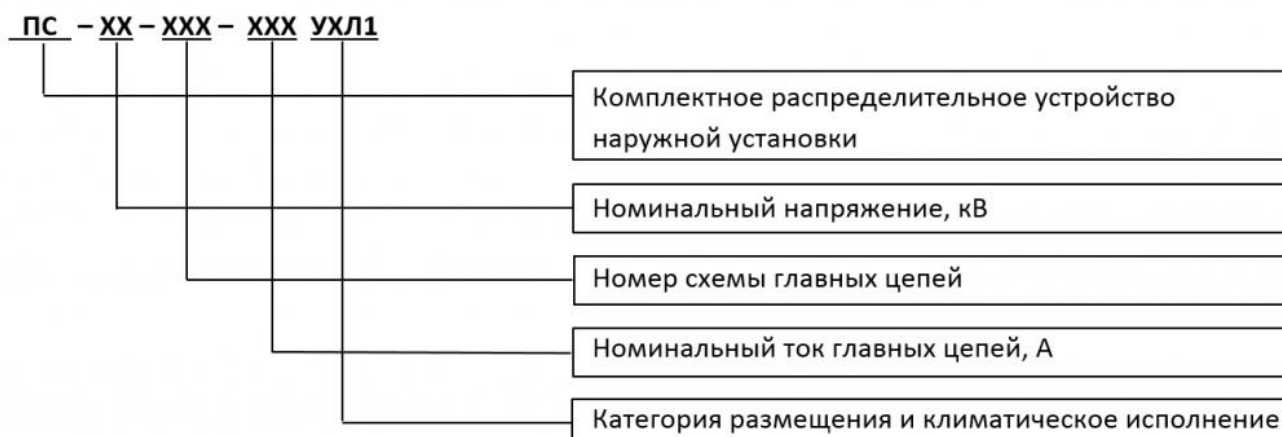 ПС – ХХ – ХХХ – ХХХ УХЛ1
Комплектное распределительное устройство
наружной установки
Номинальный напряжение, кВ
Номер схемы главных цепей
Номинальный ток главных цепей, А
Категория размещения и климатическое исполнение